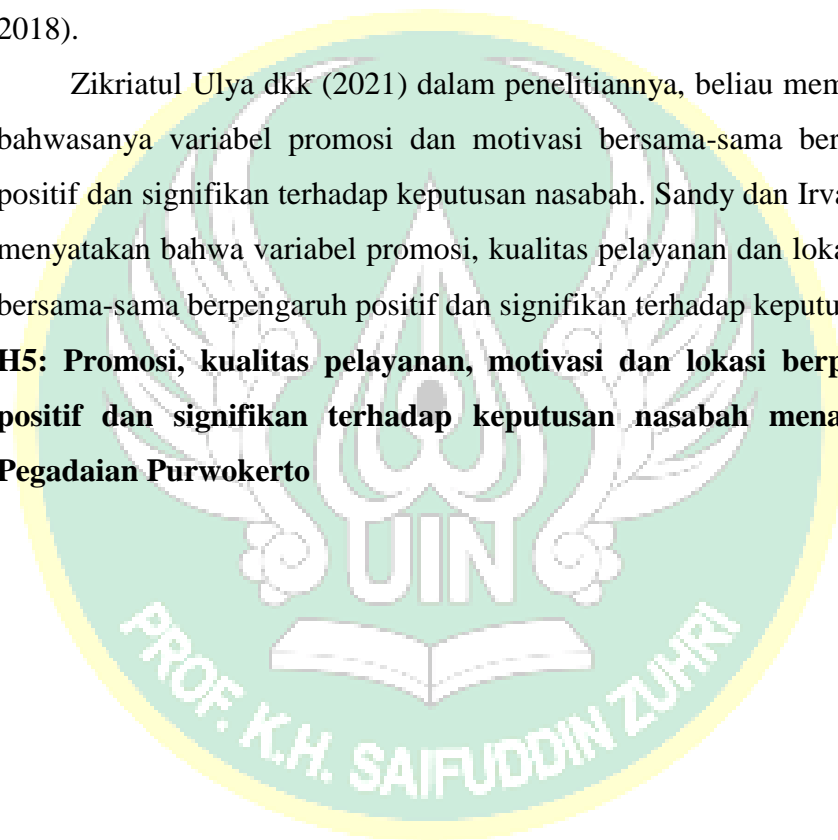 2018).
Zikriatul Ulya dkk (2021) dalam penelitiannya, beliau mem
bahwasanya variabel promosi dan motivasi bersama-sama ber
positif dan signifikan terhadap keputusan nasabah. Sandy dan Irva
menyatakan bahwa variabel promosi, kualitas pelayanan dan loka
bersama-sama berpengaruh positif dan signifikan terhadap keputu
H5: Promosi, kualitas pelayanan, motivasi dan lokasi berp
positif dan signifikan terhadap keputusan nasabah mena
Pegadaian Purwokerto
UIN
PROF. K.H. SAIFUDDIN ZUHRI